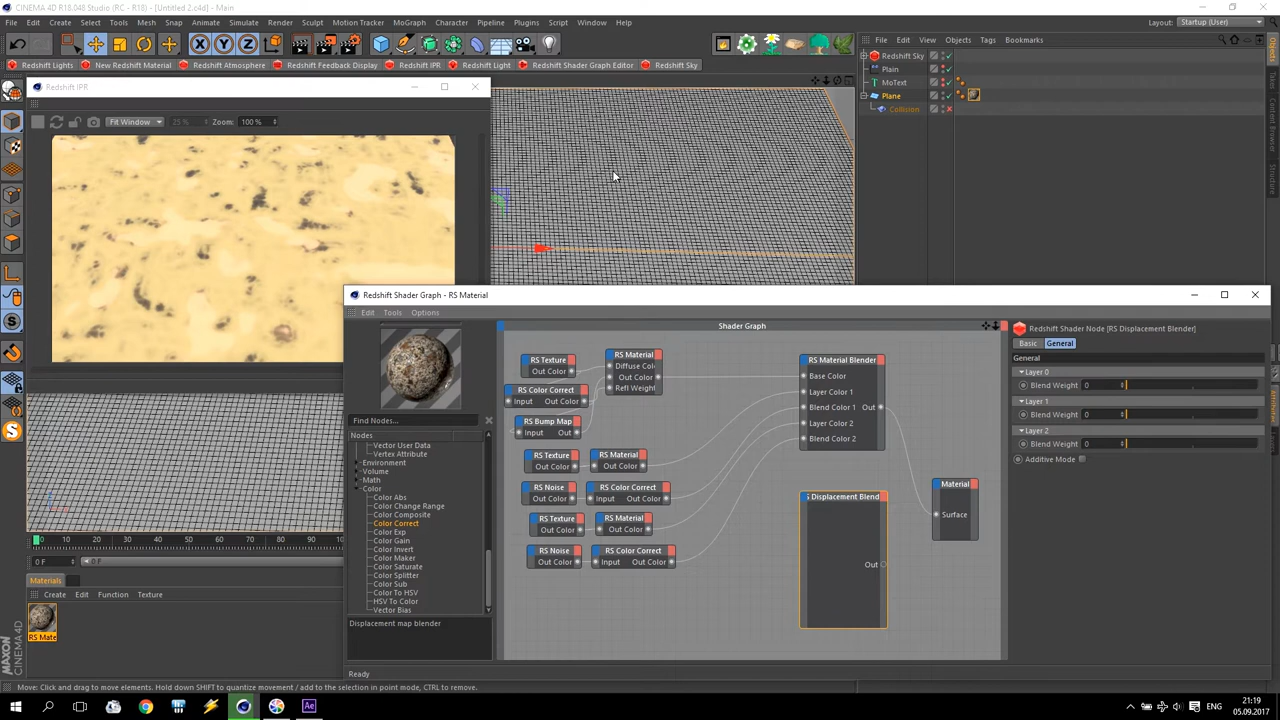 CINEMA 4D R18.048 Studio (RC - R18) - [Untitled 2.c4d] - Main
File Edit Create Select Tools Mesh Snap Animate Simulate Render Sculpt Motion Tracker MoGraph Character Pipeline Plugins Script Window Help
Layout: Startup (User)
X Y Z
File Edit View Objects Tags Bookmarks
Redshift Lights New Redshift Material Redshift Atmosphere Redshift Feedback Display Redshift IPR Redshift Light Redshift Shader Graph Editor Redshift Sky
Redshift Sky
Plain
MoText
Plane
Collision
Objects
Content Browser
Structure
Attributes
Redshift IPR
Fit Window 25 % Zoom: 100 %
Redshift Shader Graph - RS Material
Edit Tools Options
Find Nodes...
Nodes
Vector User Data
Vertex Attribute
Environment
Volume
Math
Color
Color Abs
Color Change Range
Color Composite
Color Correct
Color Exp
Color Gain
Color Invert
Color Maker
Color Saturate
Color Splitter
Color Sub
Color To HSV
HSV To Color
Vector Bias
Displacement map blender
Shader Graph
RS Texture
Out Color
RS Material
Diffuse Colo
Out Color
Refl Weight
RS Color Correct
Input Out Color
RS Bump Map
Input Out
RS Texture
Out Color
RS Material
Out Color
RS Noise
Out Color
RS Color Correct
Input Out Color
RS Texture
Out Color
RS Material
Out Color
RS Noise
Out Color
RS Color Correct
Input Out Color
RS Material Blender
Base Color
Layer Color 1
Blend Color 1 Out
Layer Color 2
Blend Color 2
S Displacement Blend
Out
Material
Surface
Redshift Shader Node [RS Displacement Blender]
Basic General
General
Layer 0
Blend Weight 0
Layer 1
Blend Weight 0
Layer 2
Blend Weight 0
Additive Mode
Ready
0 10 20 30 40 50 60 70 80 90
0 F 0 F
Materials
Create Edit Function Texture
RS Mate
MAXON
CINEMA 4D
Move: Click and drag to move elements. Hold down SHIFT to quantize movement / add to the selection in point mode, CTRL to remove.
Ae
ENG
21:19
05.09.2017